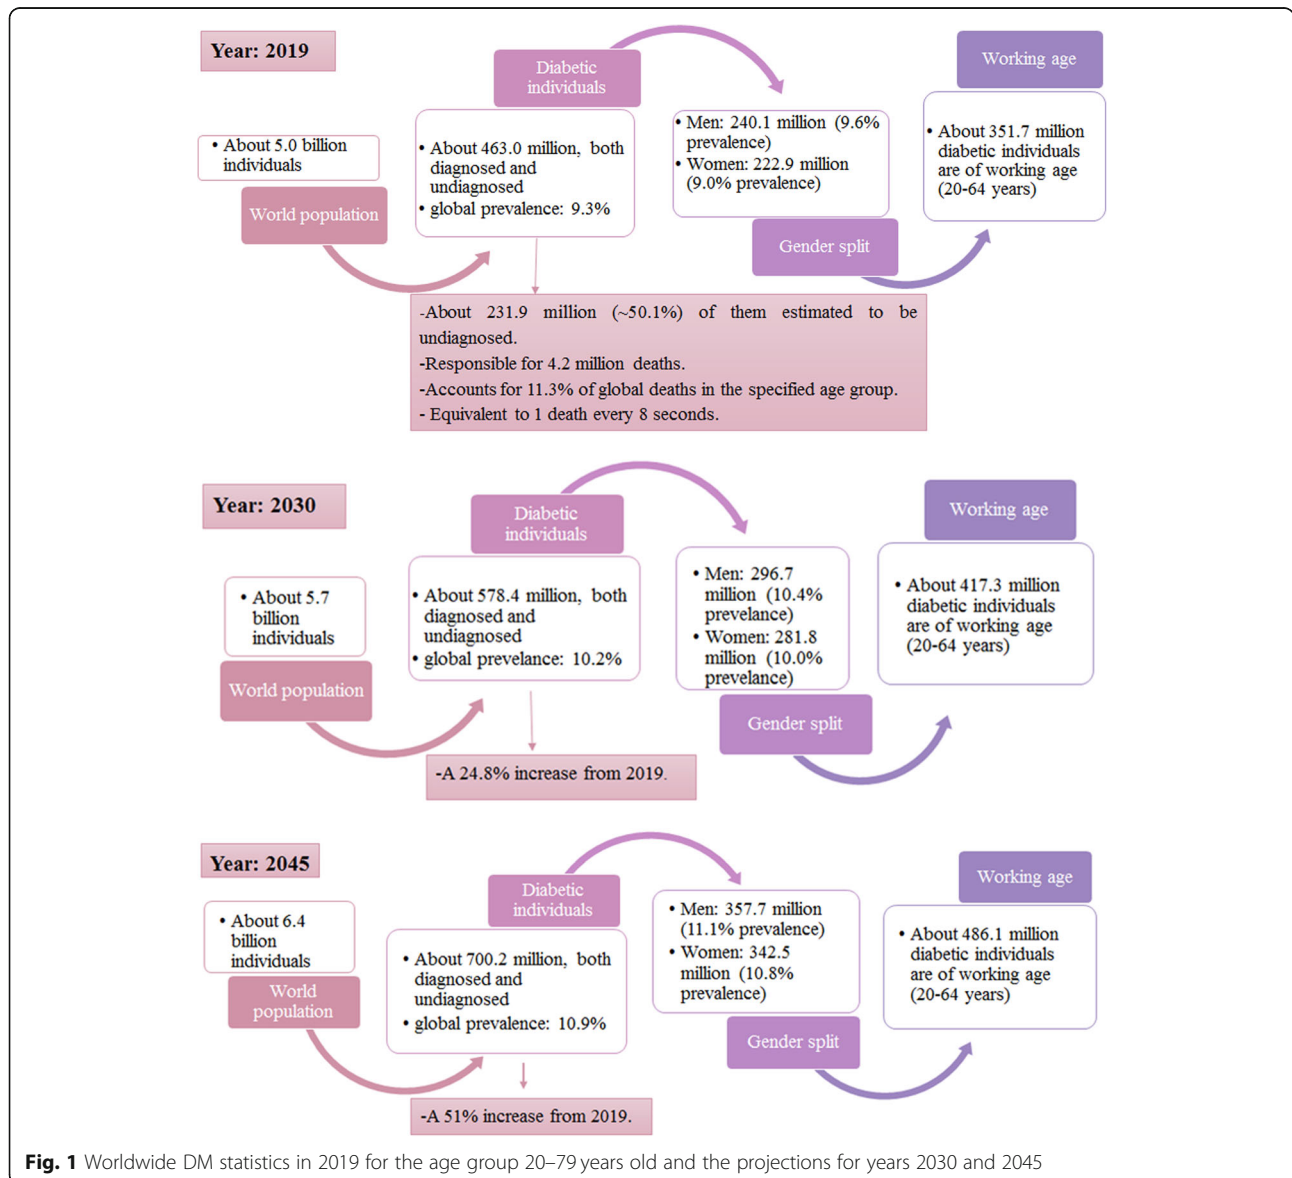 Year: 2019
World population
• About 5.0 billion
individuals
Diabetic
individuals
• About 463.0 million, both
diagnosed and
undiagnosed
• global prevalence: 9.3%
Gender split
• Men: 240.1 million (9.6%
prevalence)
• Women: 222.9 million
(9.0% prevalence)
Working age
• About 351.7 million
diabetic individuals
are of working age
(20-64 years)
-About 231.9 million (~50.1%) of them estimated to be
undiagnosed.
-Responsible for 4.2 million deaths.
-Accounts for 11.3% of global deaths in the specified age group.
- Equivalent to 1 death every 8 seconds.
Year: 2030
World population
• About 5.7
billion
individuals
Diabetic
individuals
• About 578.4 million, both
diagnosed and
undiagnosed
• global prevelance: 10.2%
Gender split
• Men: 296.7
million (10.4%
prevelance)
• Women: 281.8
million (10.0%
prevelance)
Working age
• About 417.3 million
diabetic individuals
are of working age
(20-64 years)
-A 24.8% increase from 2019.
Year: 2045
World
population
• About 6.4
billion
individuals
Diabetic
individuals
• About 700.2 million, both
diagnosed and
undiagnosed
• global prevalence: 10.9%
Gender split
• Men: 357.7 million
(11.1% prevalence)
• Women: 342.5
million (10.8%
prevalence)
Working age
• About 486.1 million
diabetic individuals
are of working age
(20-64 years)
-A 51% increase from 2019.
Fig. 1 Worldwide DM statistics in 2019 for the age group 20–79 years old and the projections for years 2030 and 2045